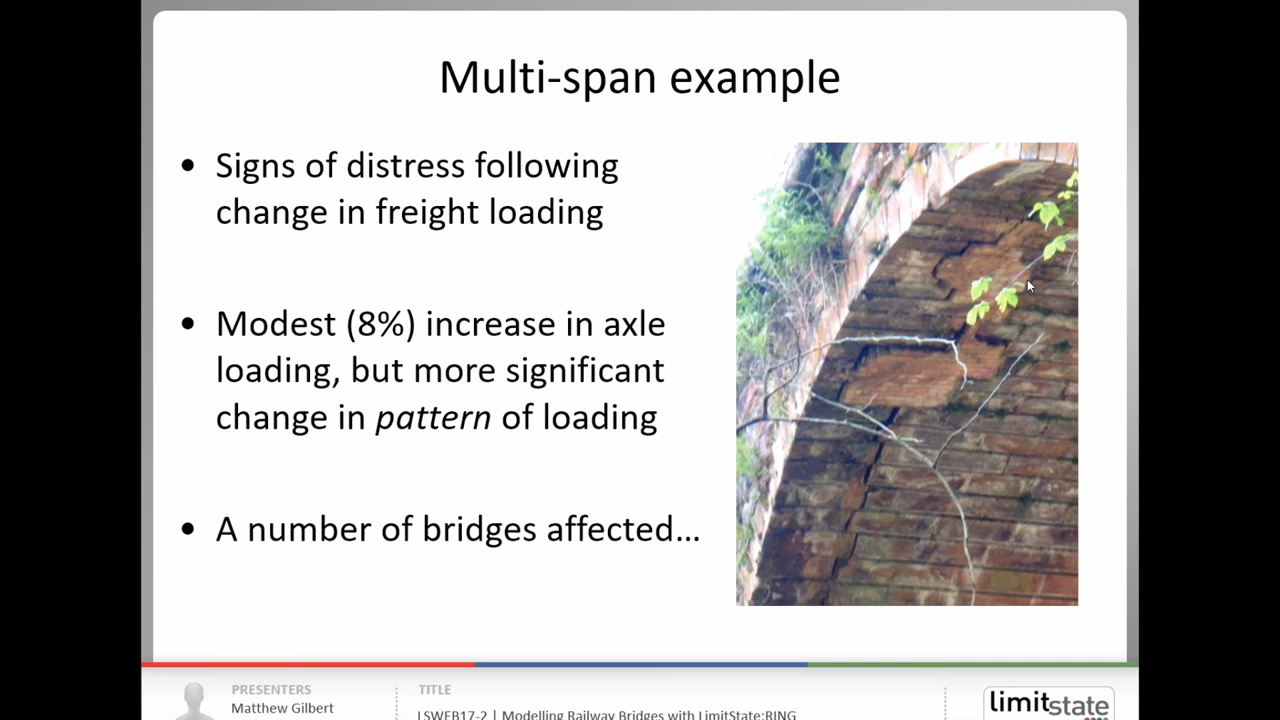 Multi-span example
• Signs of distress following
change in freight loading
• Modest (8%) increase in axle
loading, but more significant
change in pattern of loading
• A number of bridges affected...
PRESENTERS
Matthew Gilbert
TITLE
LSWEB17-2 | Modelling Railway Bridges with LimitState:RING
limitstate